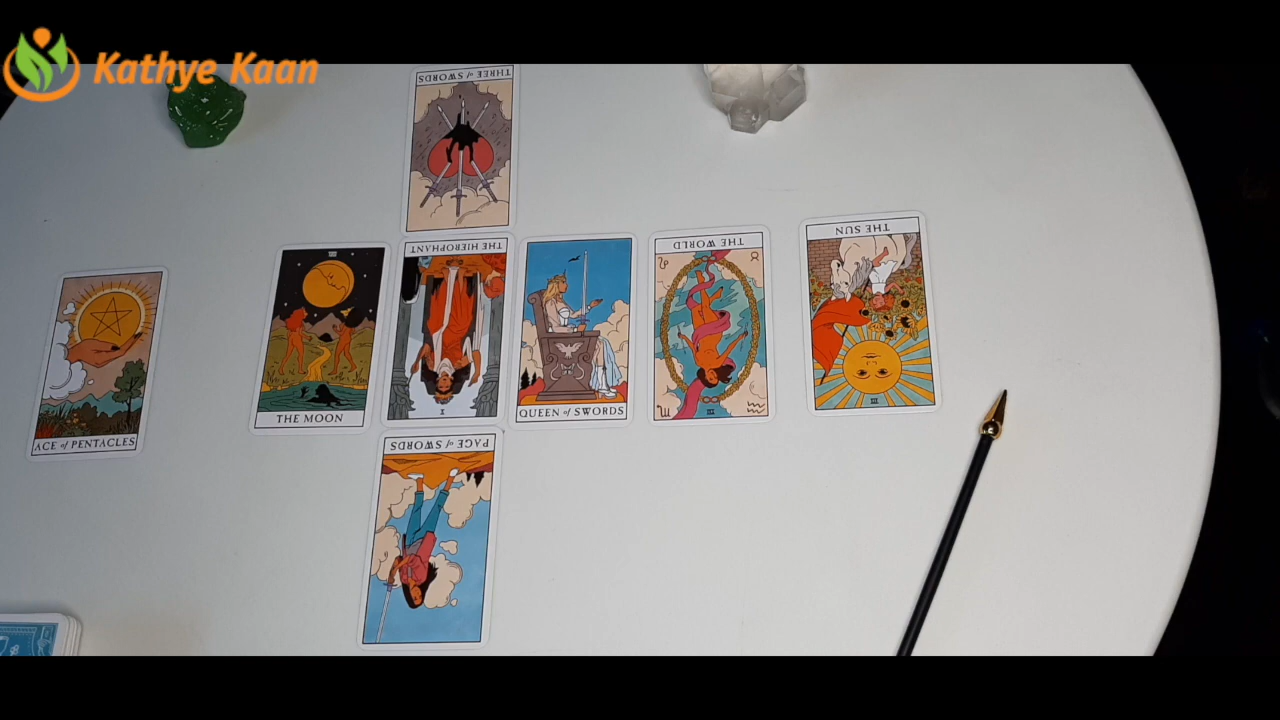 Kathye Kaan
THREE of SWORDS
THE HIEROPHANT
THE WORLD
THE SUN
ACE of PENTACLES
THE MOON
QUEEN of SWORDS
PAGE of SWORDS